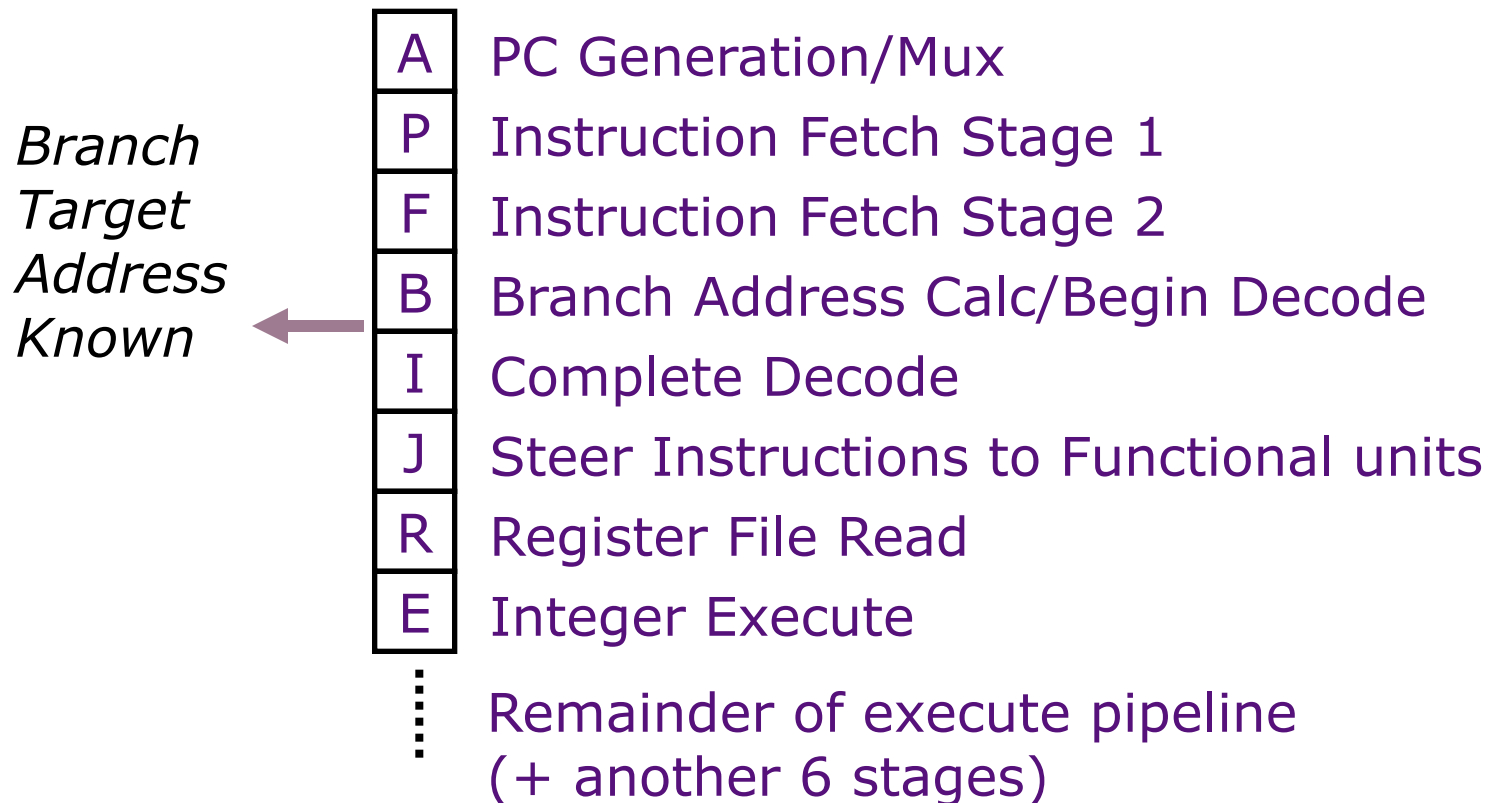 A PC Generation/Mux
P Instruction Fetch Stage 1
F Instruction Fetch Stage 2
B Branch Address Calc/Begin Decode
I Complete Decode
J Steer Instructions to Functional units
R Register File Read
E Integer Execute
Remainder of execute pipeline
(+ another 6 stages)
Branch
Target
Address
Known